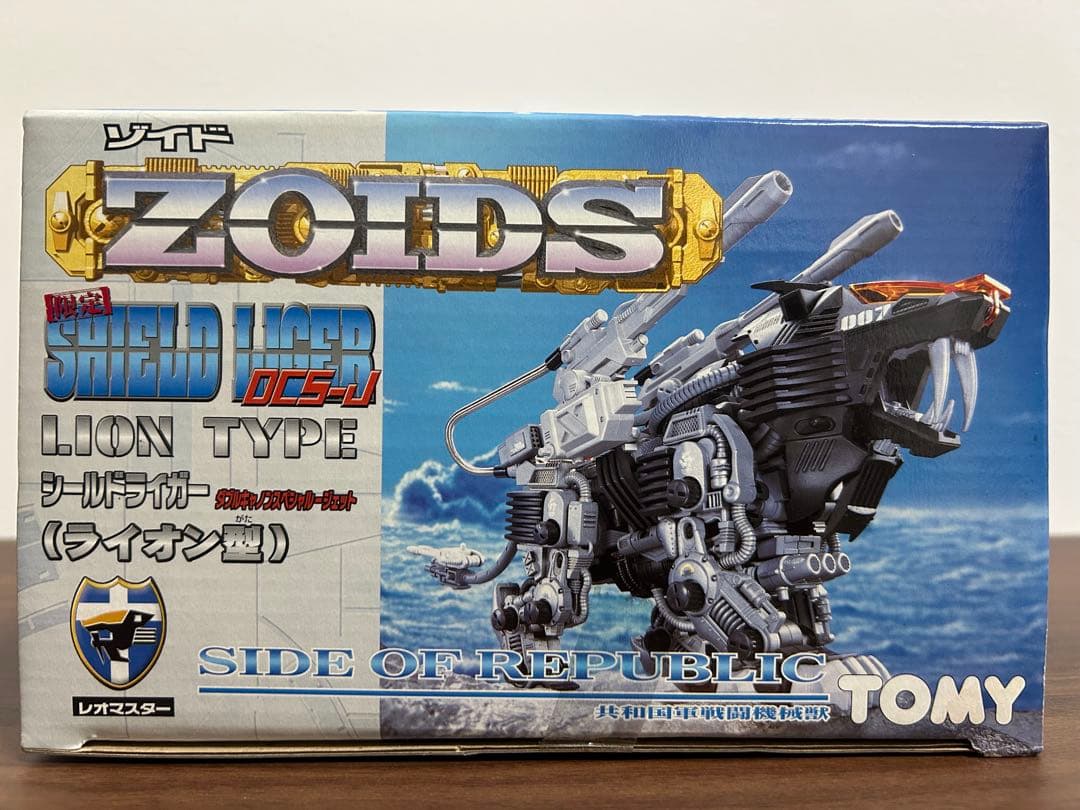 ゾイド
ZOIDS
限定
SHIELD LIGER
DCS-J
LION TYPE
シールドライガー ダブルキャノンスペシャル-ジェット
(ライオン型)
がた
レオマスター
SIDE OF REPUBLIC
共和国軍戦闘機械獣
TOMY
007